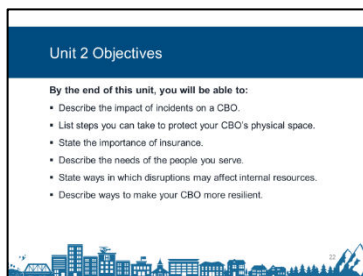 Unit 2 Objectives
By the end of this unit, you will be able to:
▪ Describe the impact of incidents on a CBO.
▪ List steps you can take to protect your CBO's physical space.
▪ State the importance of insurance.
▪ Describe the needs of the people you serve.
▪ State ways in which disruptions may affect internal resources.
▪ Describe ways to make your CBO more resilient.
22